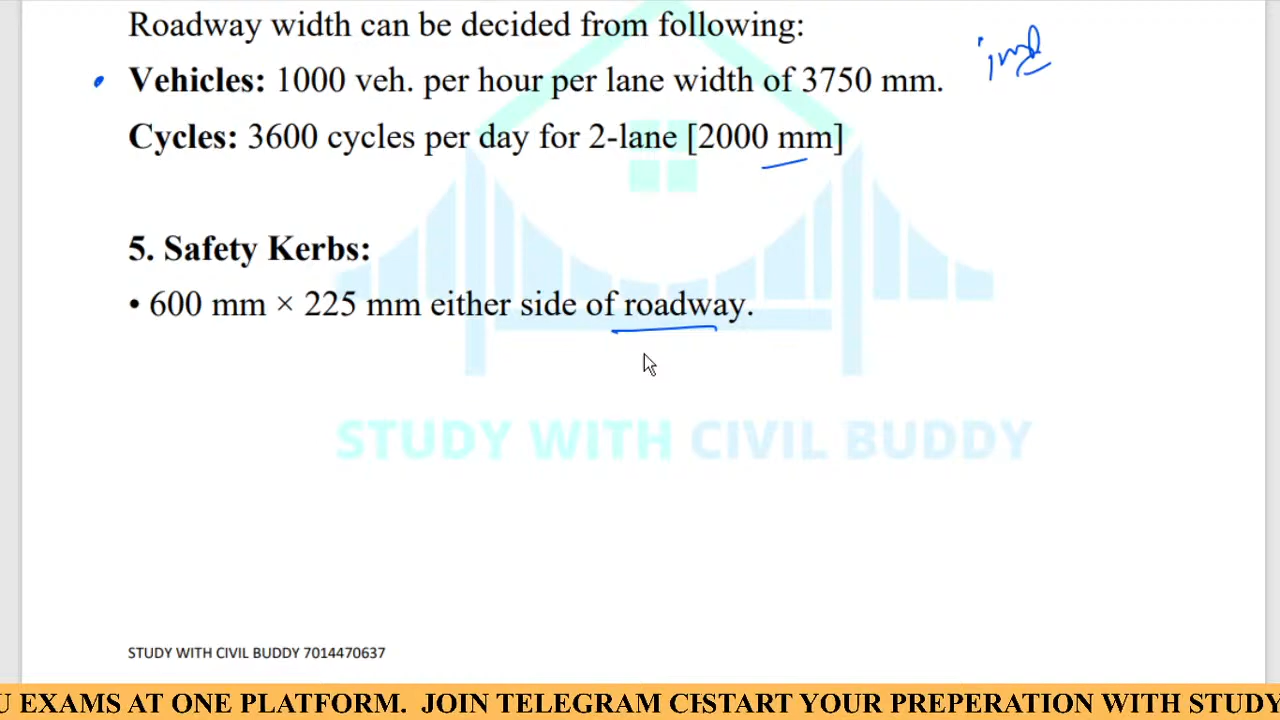 Roadway width can be decided from following:
Vehicles: 1000 veh. per hour per lane width of 3750 mm.
imp
Cycles: 3600 cycles per day for 2-lane [2000 mm]
5. Safety Kerbs:
• 600 mm × 225 mm either side of roadway.
STUDY WITH CIVIL BUDDY
STUDY WITH CIVIL BUDDY 7014470637
U EXAMS AT ONE PLATFORM. JOIN TELEGRAM START YOUR PREPERATION WITH STUDY